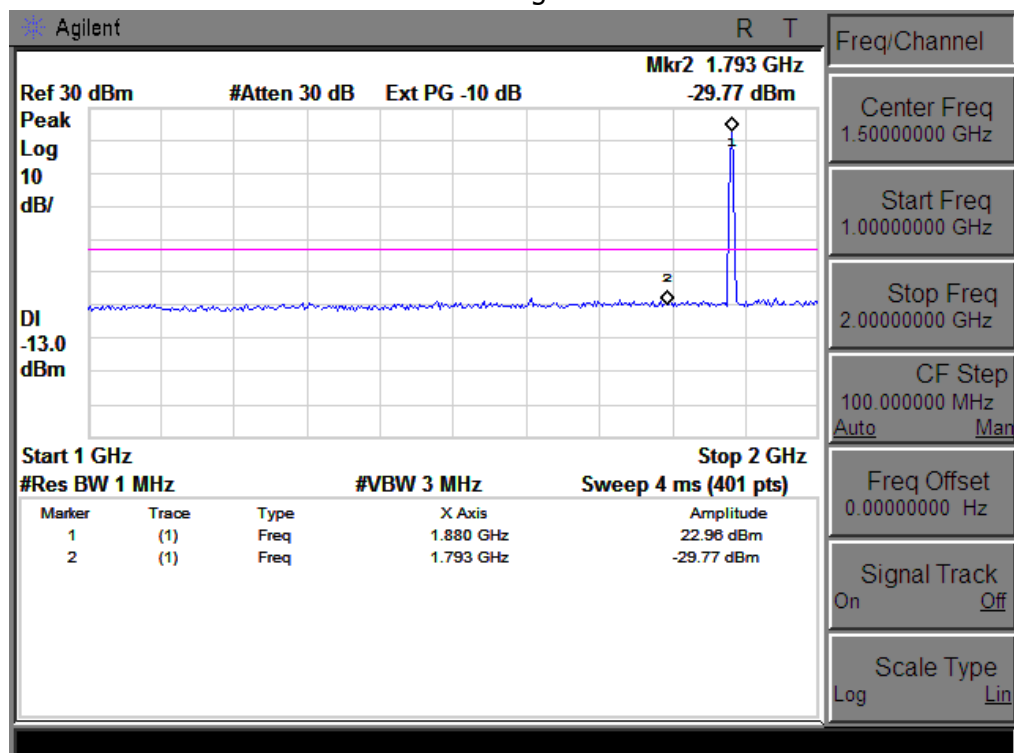 Agilent R T
Mkr2 1.793 GHz
Ref 30 dBm #Atten 30 dB Ext PG -10 dB -29.77 dBm
Peak
Log
10
dB/
1
2
DI
-13.0
dBm
Start 1 GHz Stop 2 GHz
#Res BW 1 MHz #VBW 3 MHz Sweep 4 ms (401 pts)
Marker Trace Type X Axis Amplitude
1 (1) Freq 1.880 GHz 22.96 dBm
2 (1) Freq 1.793 GHz -29.77 dBm
Freq/Channel
Center Freq
1.50000000 GHz
Start Freq
1.00000000 GHz
Stop Freq
2.00000000 GHz
CF Step
100.000000 MHz
Auto Man
Freq Offset
0.00000000 Hz
Signal Track
On Off
Scale Type
Log Lin